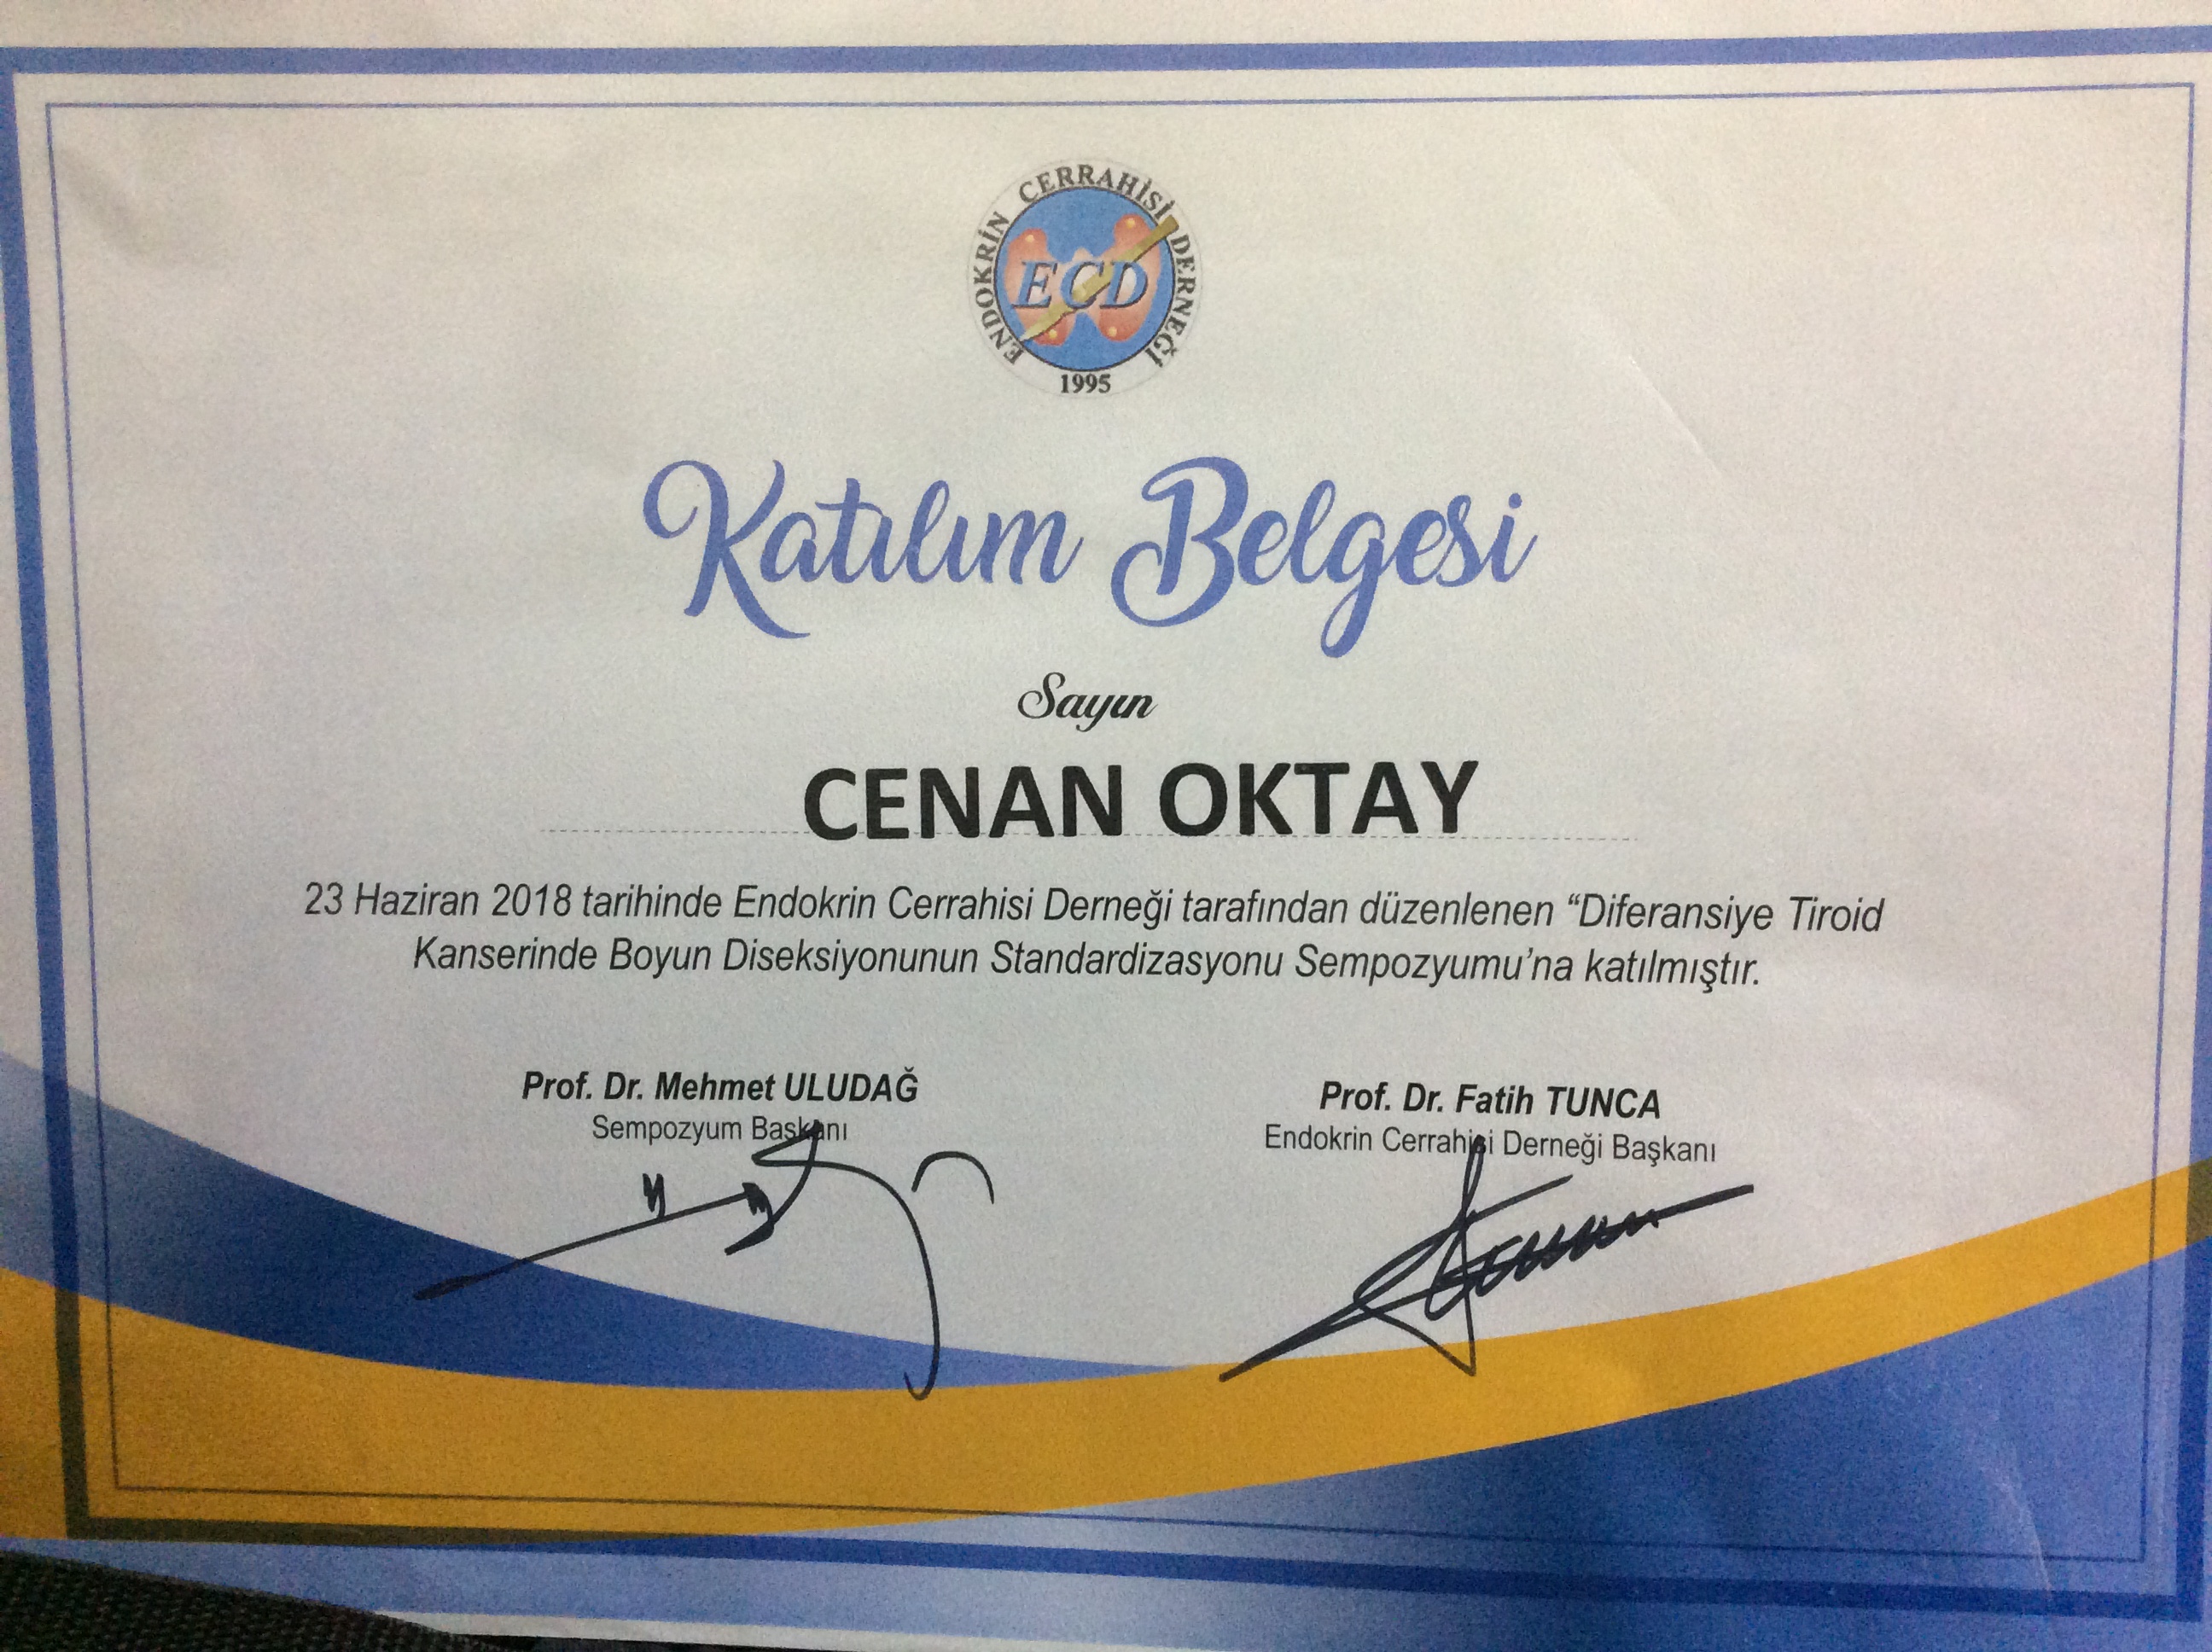 ENDOKRİN CERRAHİSİ DERNEĞİ
ECD
1995
Katılım Belgesi
Sayın
CENAN OKTAY
23 Haziran 2018 tarihinde Endokrin Cerrahisi Derneği tarafından düzenlenen “Diferansiye Tiroid
Kanserinde Boyun Diseksiyonunun Standardizasyonu Sempozyumu’na katılmıştır.
Prof. Dr. Mehmet ULUDAĞ
Sempozyum Başkanı
Prof. Dr. Fatih TUNCA
Endokrin Cerrahisi Derneği Başkanı